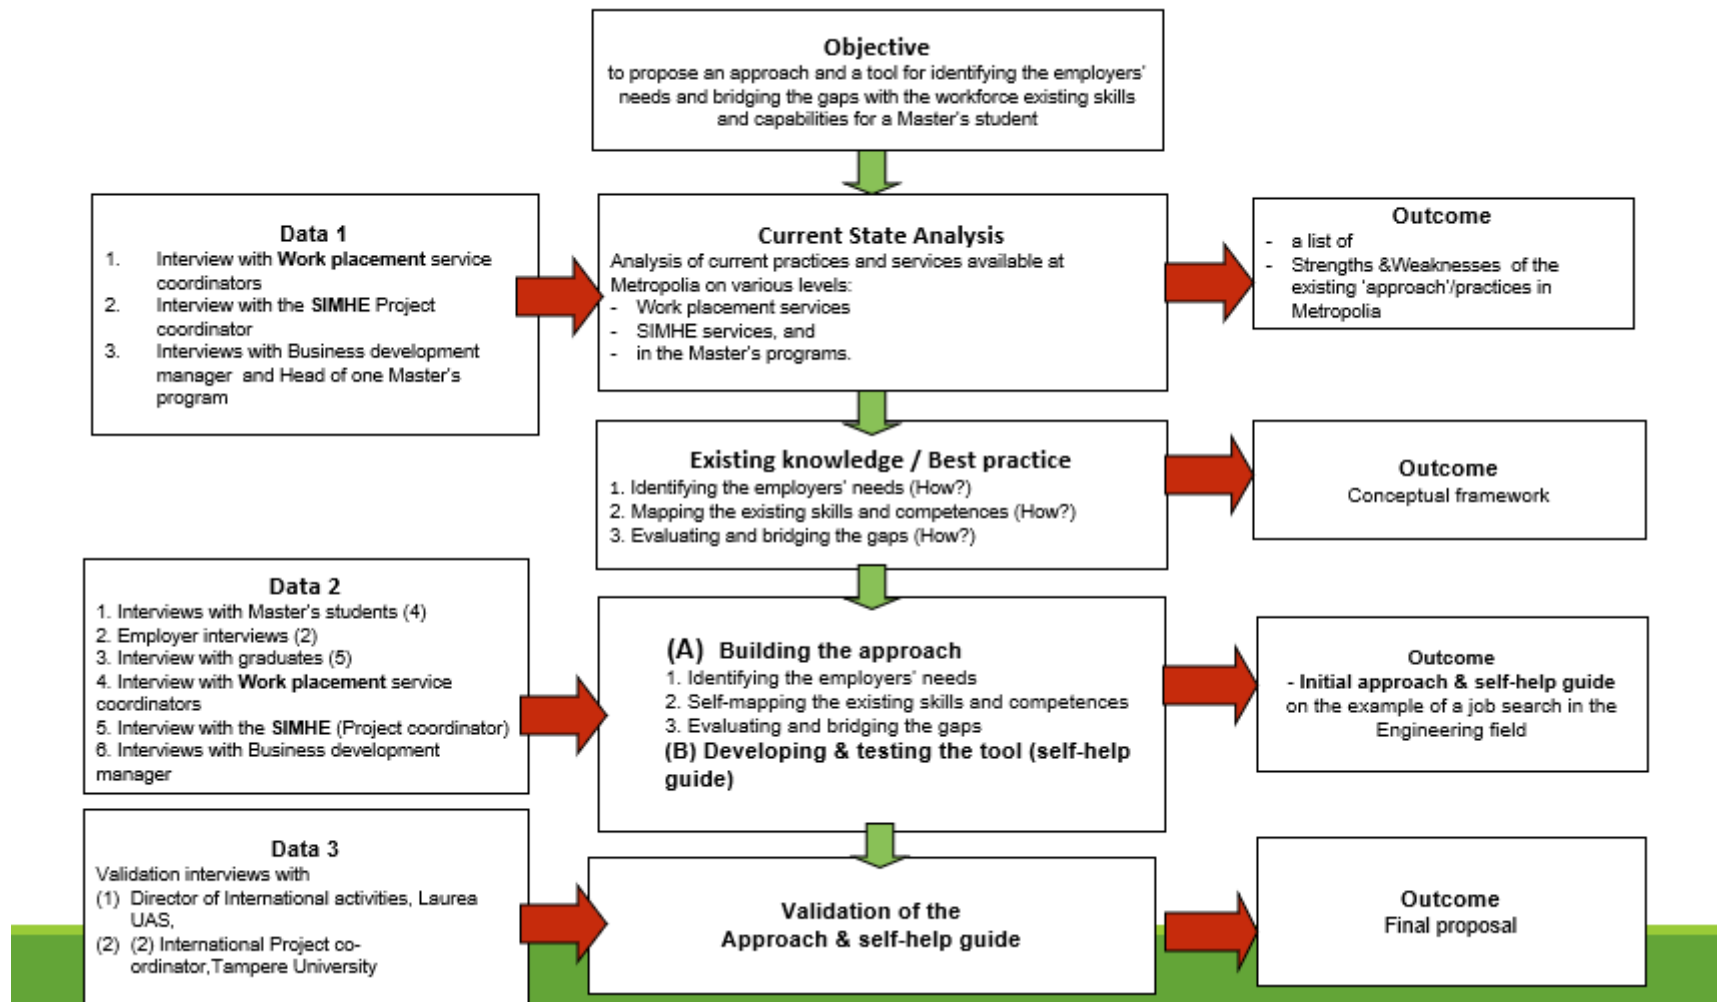 Objective
to propose an approach and a tool for identifying the employers'
needs and bridging the gaps with the workforce existing skills
and capabilities for a Master's student
Data 1
1. Interview with Work placement service
coordinators
2. Interview with the SIMHE Project
coordinator
3. Interviews with Business development
manager and Head of one Master's
program
Current State Analysis
Analysis of current practices and services available at
Metropolia on various levels:
- Work placement services
- SIMHE services, and
- in the Master's programs.
Outcome
- a list of
- Strengths &Weaknesses of the
existing 'approach'/practices in
Metropolia
Existing knowledge / Best practice
1. Identifying the employers' needs (How?)
2. Mapping the existing skills and competences (How?)
3. Evaluating and bridging the gaps (How?)
Outcome
Conceptual framework
Data 2
1. Interviews with Master's students (4)
2. Employer interviews (2)
3. Interview with graduates (5)
4. Interview with Work placement service
coordinators
5. Interview with the SIMHE (Project coordinator)
6. Interviews with Business development
manager
(A) Building the approach
1. Identifying the employers' needs
2. Self-mapping the existing skills and competences
3. Evaluating and bridging the gaps
(B) Developing & testing the tool (self-help
guide)
Outcome
- Initial approach & self-help guide
on the example of a job search in the
Engineering field
Data 3
Validation interviews with
(1) Director of International activities, Laurea
UAS,
(2) (2) International Project co-
ordinator,Tampere University
Validation of the
Approach & self-help guide
Outcome
Final proposal